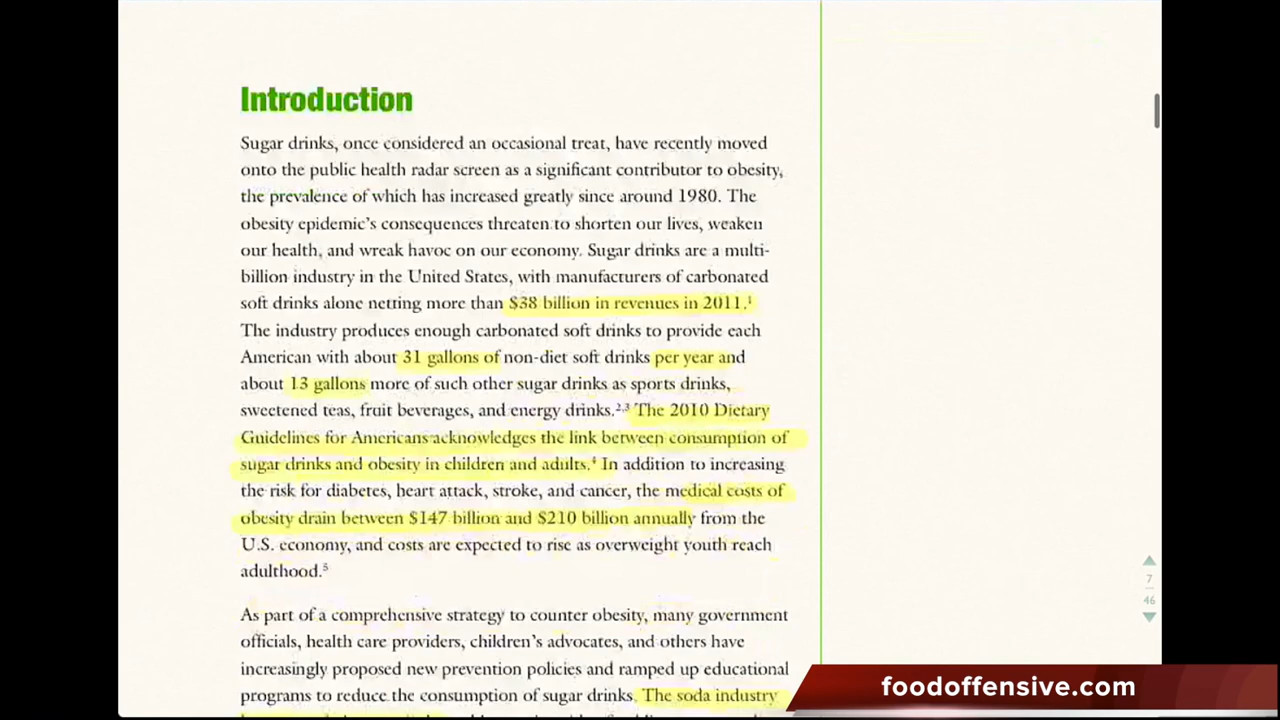 Introduction
Sugar drinks, once considered an occasional treat, have recently moved
onto the public health radar screen as a significant contributor to obesity,
the prevalence of which has increased greatly since around 1980. The
obesity epidemic's consequences threaten to shorten our lives, weaken
our health, and wreak havoc on our economy. Sugar drinks are a multi-
billion industry in the United States, with manufacturers of carbonated
soft drinks alone netting more than $38 billion in revenues in 2011.¹
The industry produces enough carbonated soft drinks to provide each
American with about 31 gallons of non-diet soft drinks per year and
about 13 gallons more of such other sugar drinks as sports drinks,
sweetened teas, fruit beverages, and energy drinks.²,³ The 2010 Dietary
Guidelines for Americans acknowledges the link between consumption of
sugar drinks and obesity in children and adults.⁴ In addition to increasing
the risk for diabetes, heart attack, stroke, and cancer, the medical costs of
obesity drain between $147 billion and $210 billion annually from the
U.S. economy, and costs are expected to rise as overweight youth reach
adulthood.⁵
As part of a comprehensive strategy to counter obesity, many government
officials, health care providers, children's advocates, and others have
increasingly proposed new prevention policies and ramped up educational
programs to reduce the consumption of sugar drinks. The soda industry
7
46
foodoffensive.com